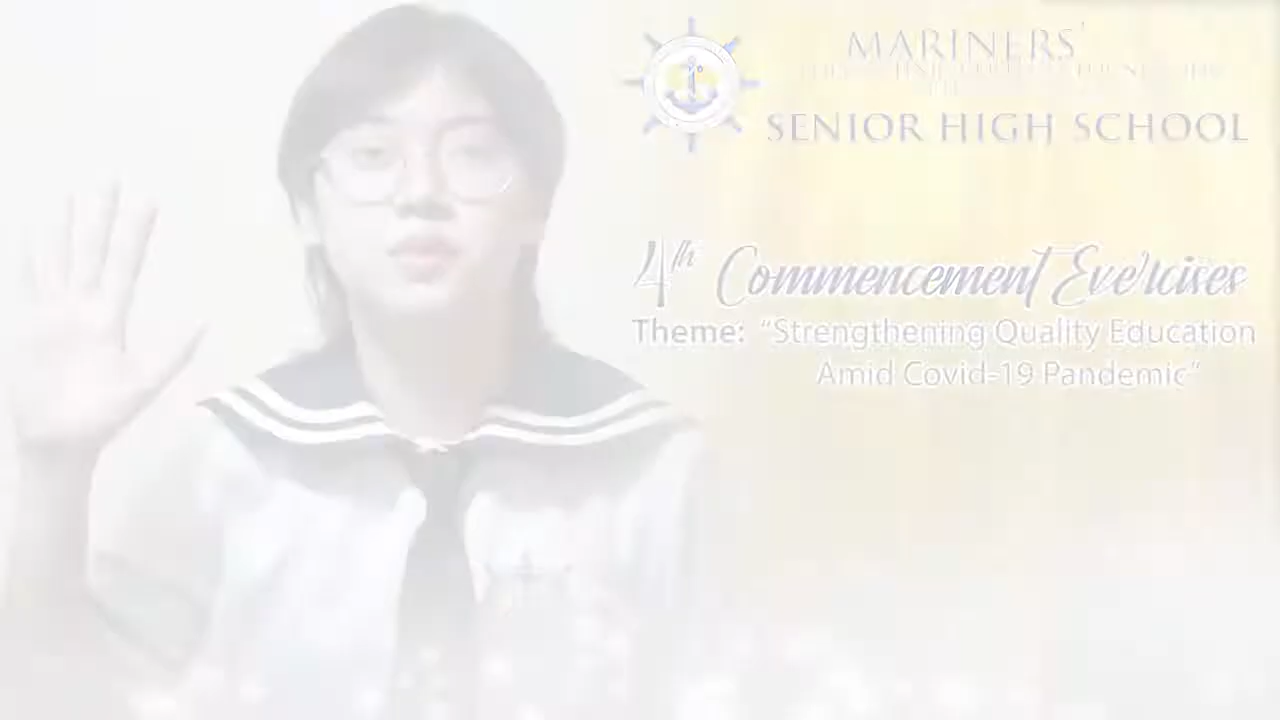 MARINERS'
SENIOR HIGH SCHOOL
4th Commencement Exercises
Theme: "Strengthening Quality Education
Amid Covid-19 Pandemic"